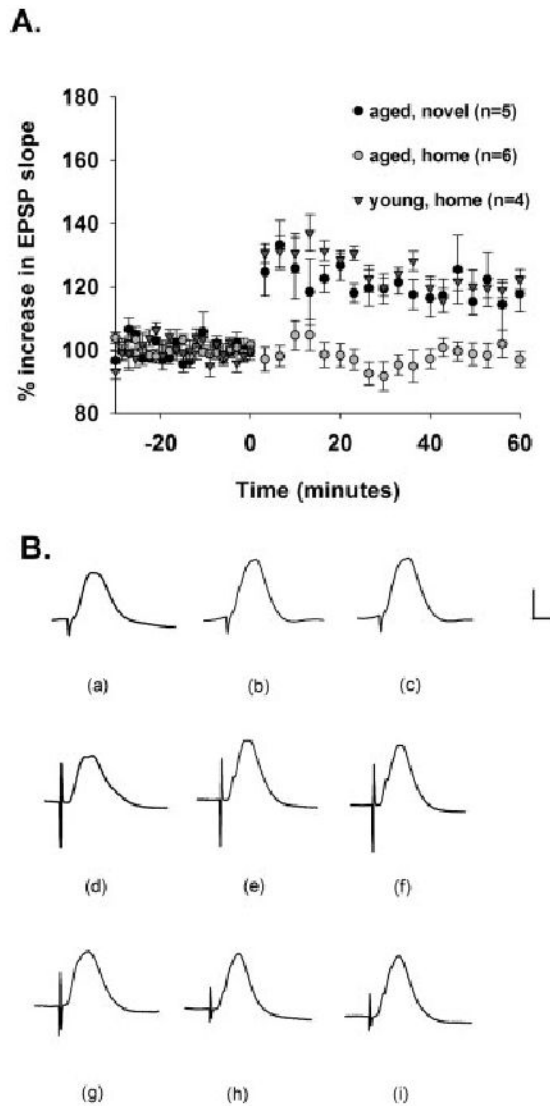 A.
180
160
140
120
100
80
% increase in EPSP slope
aged, novel (n=5)
aged, home (n=6)
young, home (n=4)
-20 0 20 40 60
Time (minutes)
B.
(a) (b) (c)
(d) (e) (f)
(g) (h) (i)